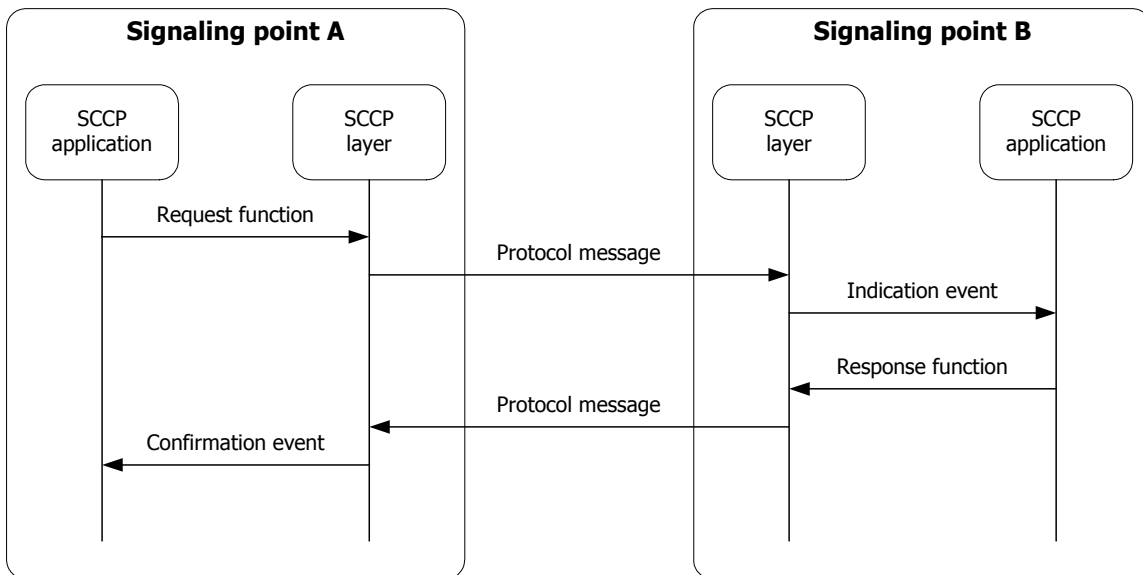 Signaling point A
Signaling point B
SCCP
application
SCCP
layer
SCCP
layer
SCCP
application
Request function
Protocol message
Indication event
Response function
Protocol message
Confirmation event